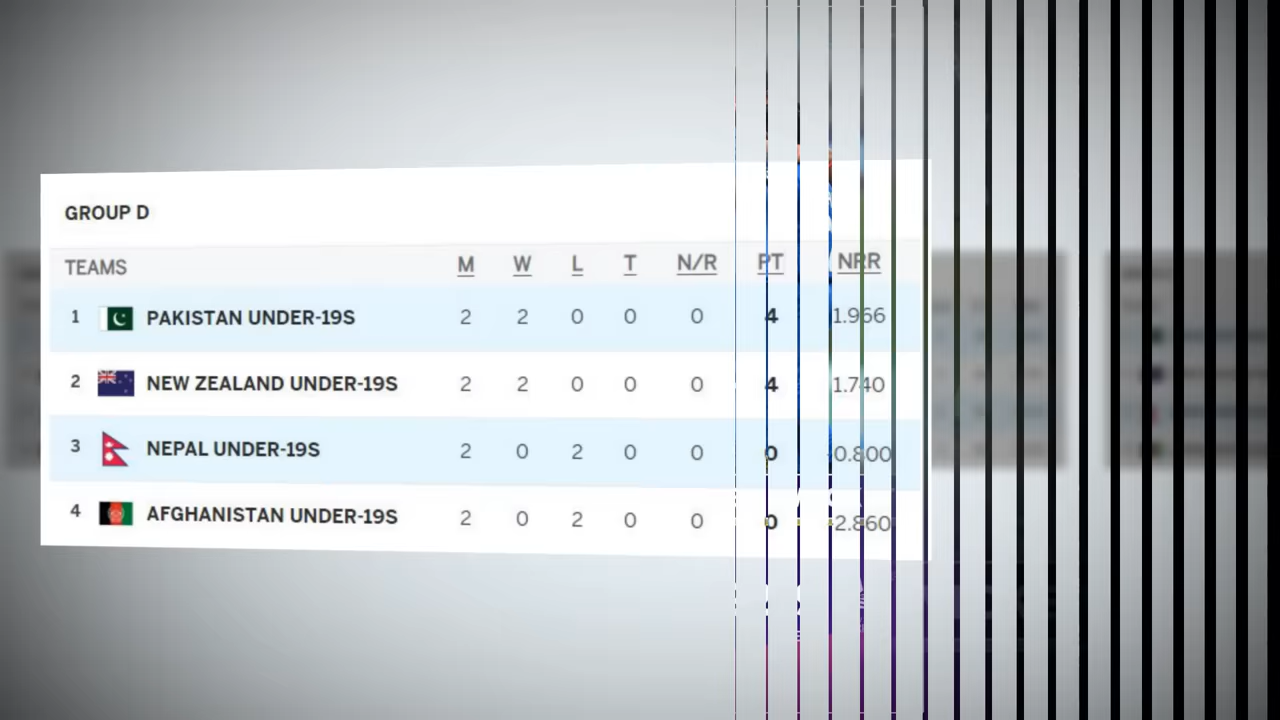 GROUP D
TEAMS M W L T N/R PT NRR
1 PAKISTAN UNDER-19S 2 2 0 0 0 4 1.966
2 NEW ZEALAND UNDER-19S 2 2 0 0 0 4 1.740
3 NEPAL UNDER-19S 2 0 2 0 0 0 -0.800
4 AFGHANISTAN UNDER-19S 2 0 2 0 0 0 -2.860